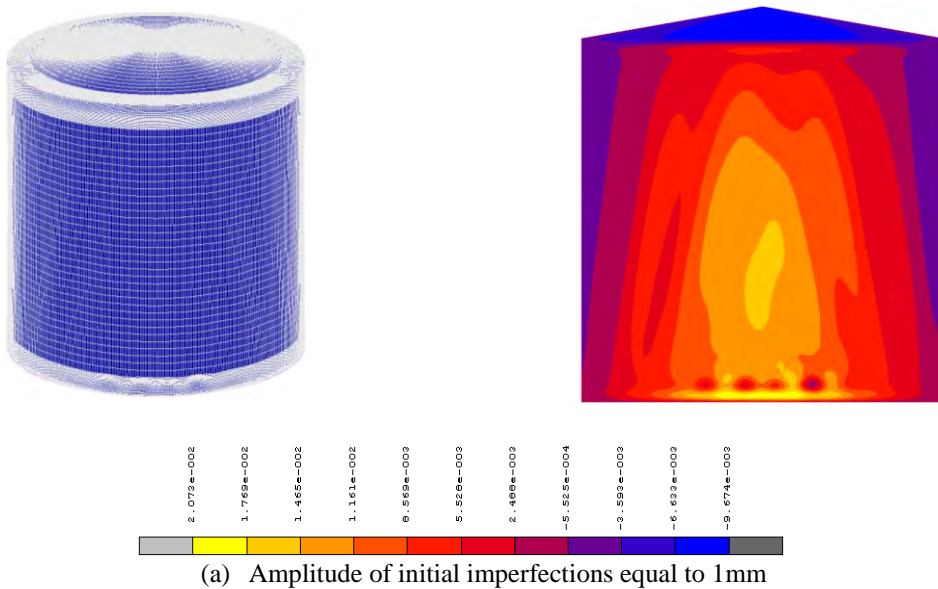 2.073e-002
1.769e-002
1.465e-002
1.161e-002
8.569e-003
5.528e-003
2.488e-003
-5.525e-004
-3.593e-003
-6.633e-003
-9.674e-003
(a) Amplitude of initial imperfections equal to 1mm